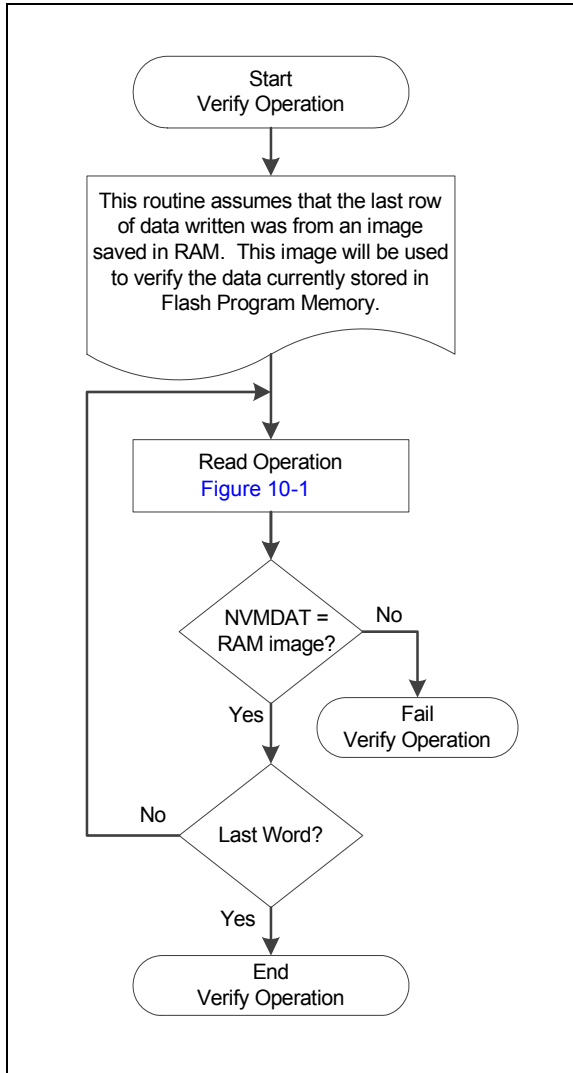 Start
Verify Operation
This routine assumes that the last row
of data written was from an image
saved in RAM.  This image will be used
to verify the data currently stored in
Flash Program Memory.
Read Operation
Figure 10-1
NVMDAT =
RAM image?
No
Yes
Fail
Verify Operation
No
Last Word?
Yes
End
Verify Operation